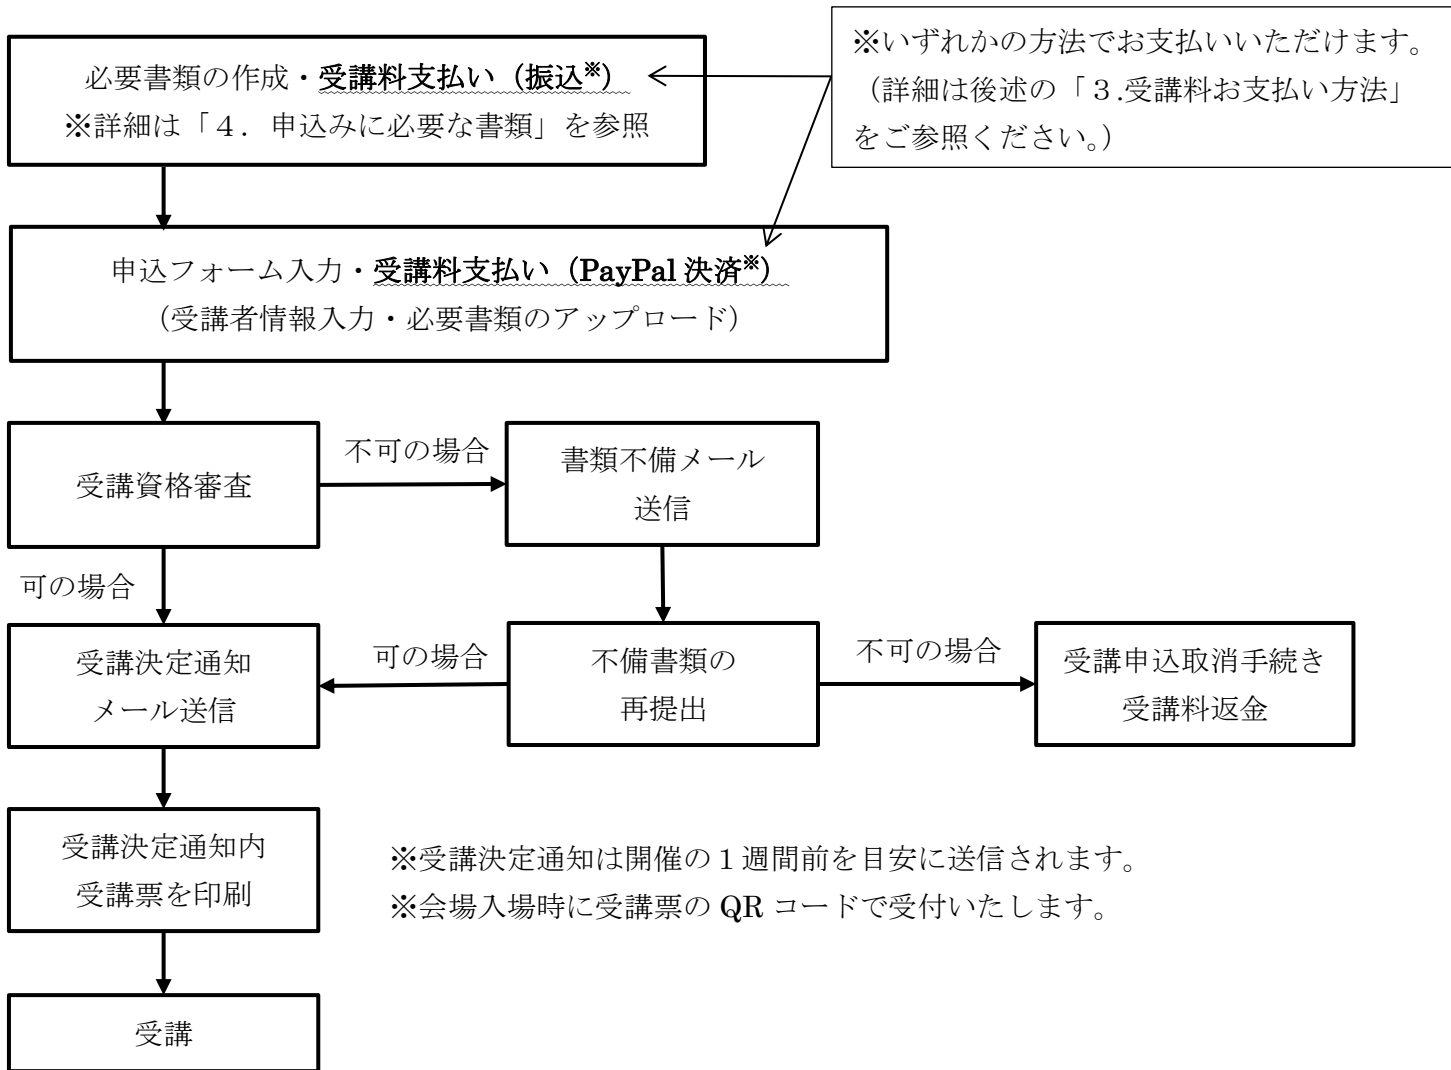 必要書類の作成・受講料支払い（振込※）
※詳細は「４．申込みに必要な書類」を参照
※いずれかの方法でお支払いいただけます。
（詳細は後述の「３.受講料お支払い方法」
をご参照ください。）
申込フォーム入力・受講料支払い（PayPal 決済※）
（受講者情報入力・必要書類のアップロード）
受講資格審査
不可の場合
書類不備メール
送信
可の場合
受講決定通知
メール送信
可の場合
不備書類の
再提出
不可の場合
受講申込取消手続き
受講料返金
受講決定通知内
受講票を印刷
※受講決定通知は開催の１週間前を目安に送信されます。
※会場入場時に受講票の QR コードで受付いたします。
受講